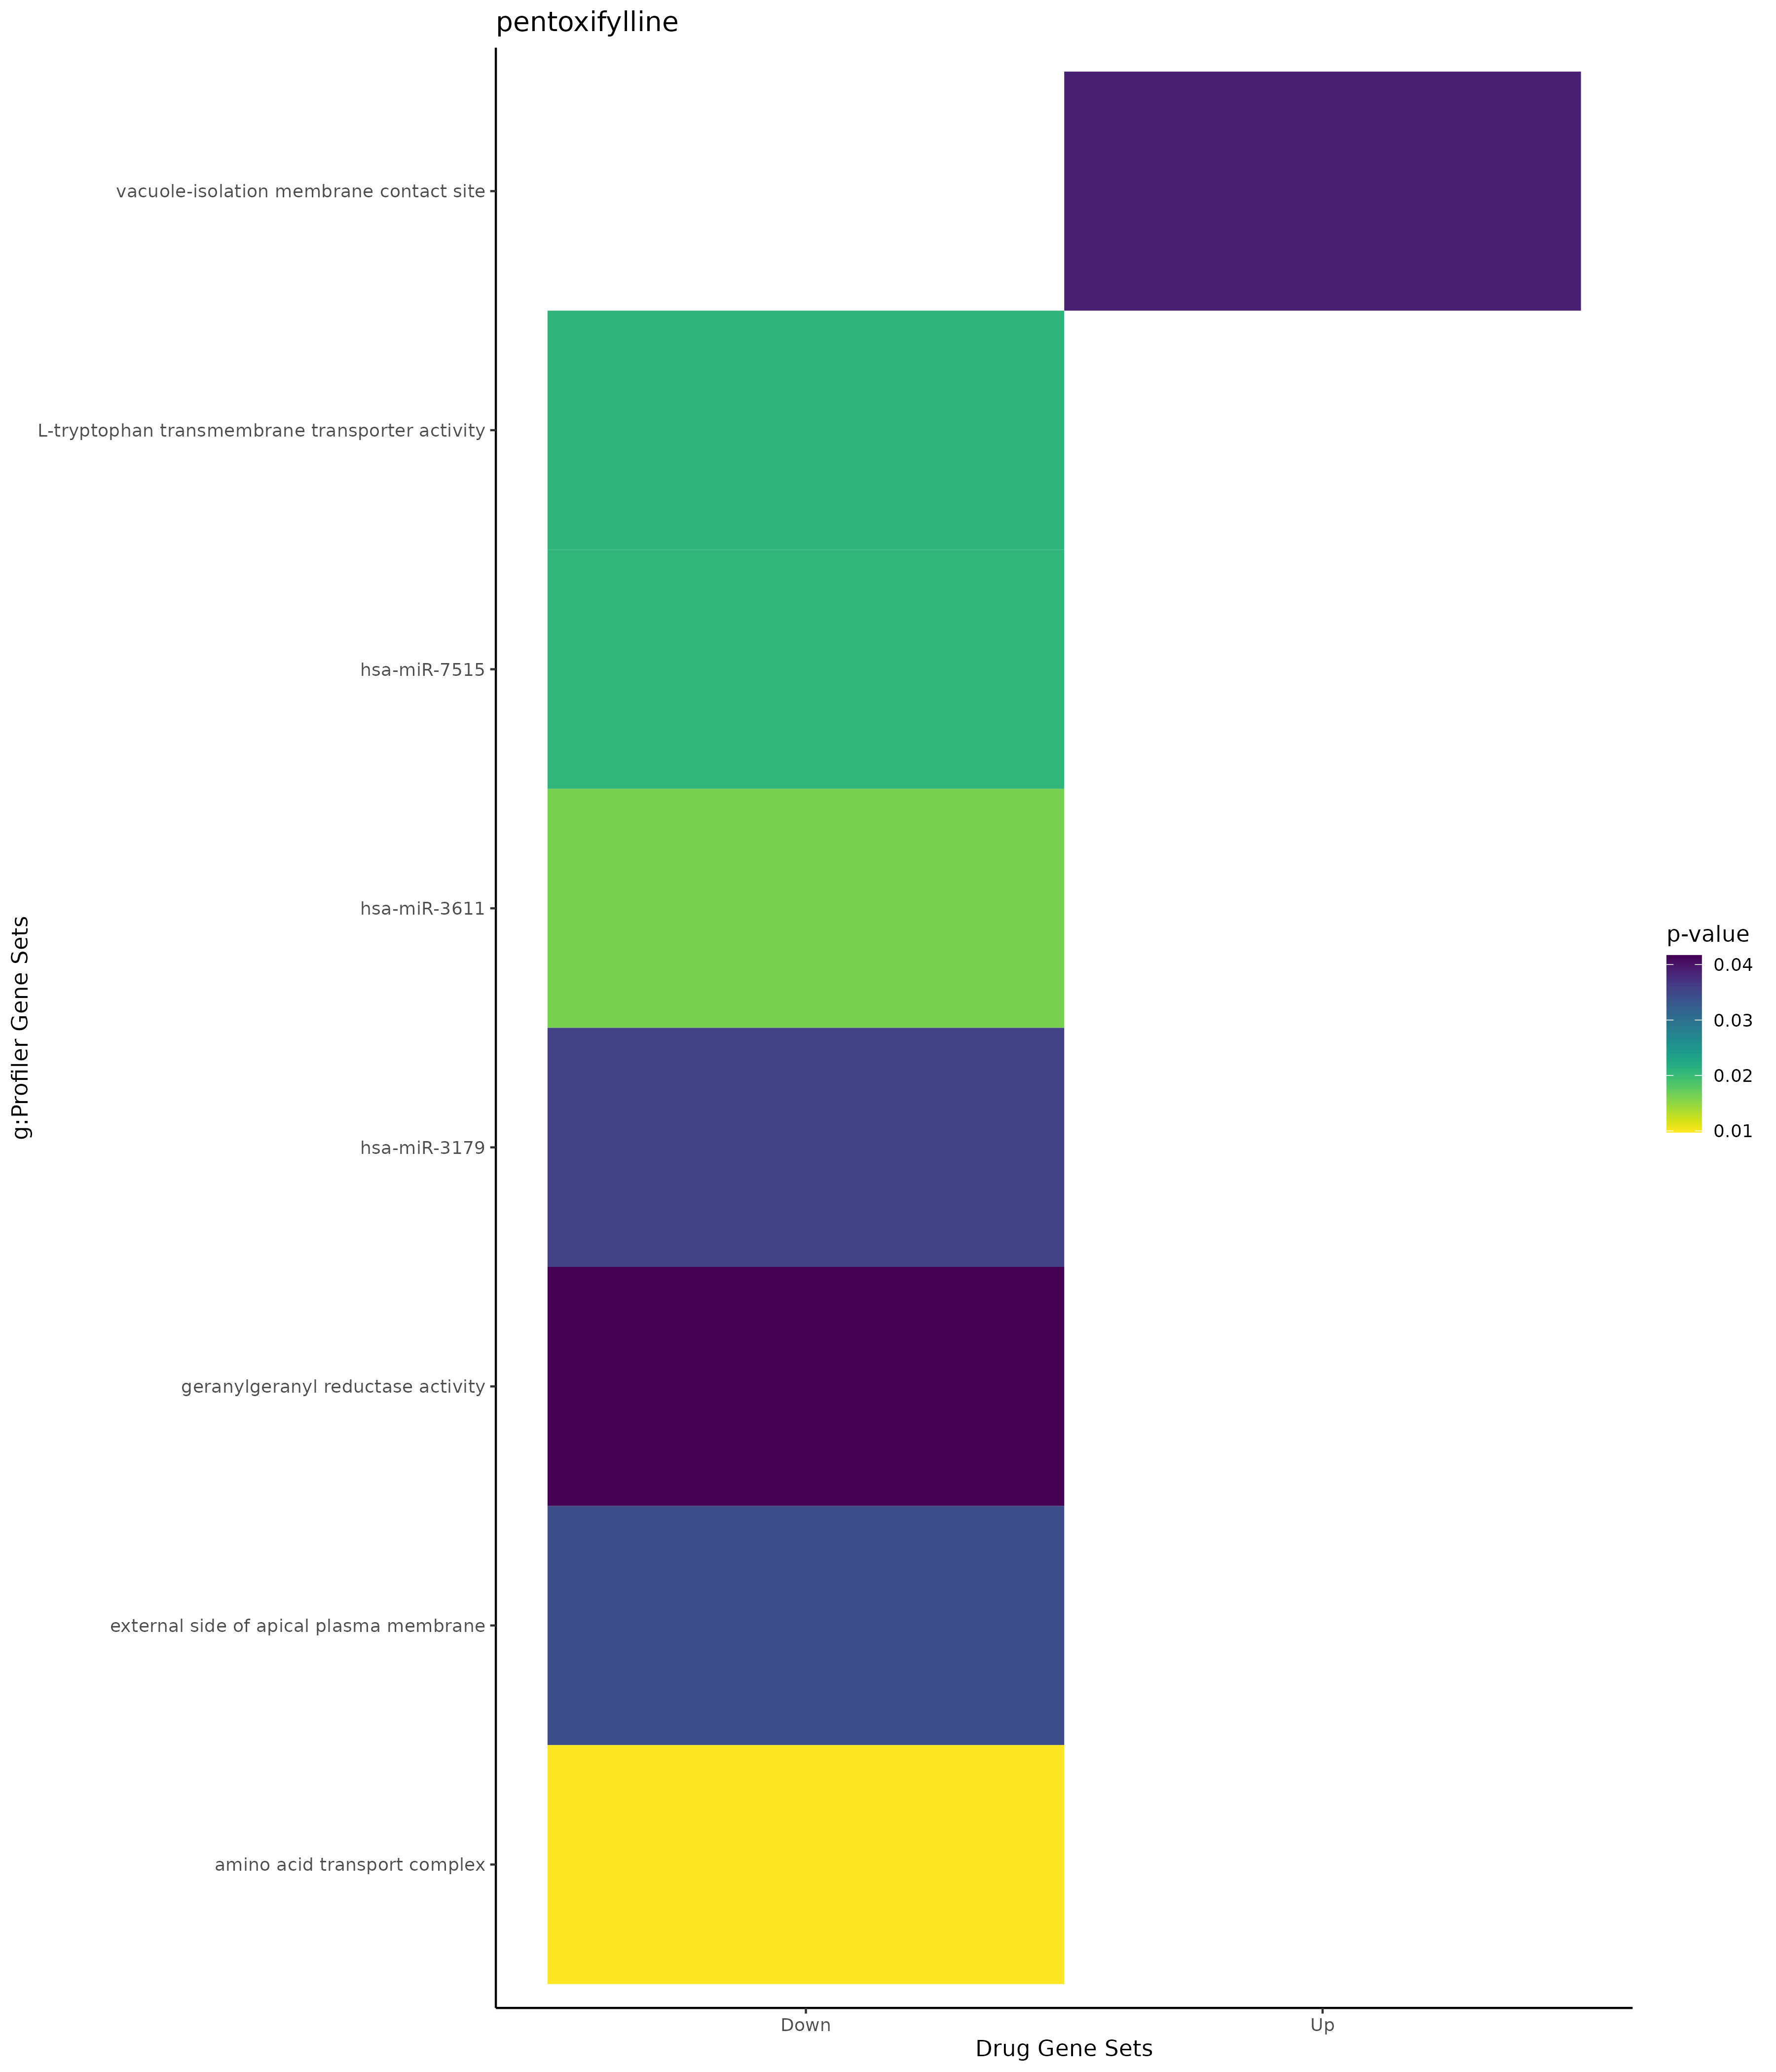 pentoxifylline
vacuole-isolation membrane contact site
L-tryptophan transmembrane transporter activity
hsa-miR-7515
hsa-miR-3611
hsa-miR-3179
geranylgeranyl reductase activity
external side of apical plasma membrane
amino acid transport complex
g:Profiler Gene Sets
Down
Up
Drug Gene Sets
p-value
0.04
0.03
0.02
0.01